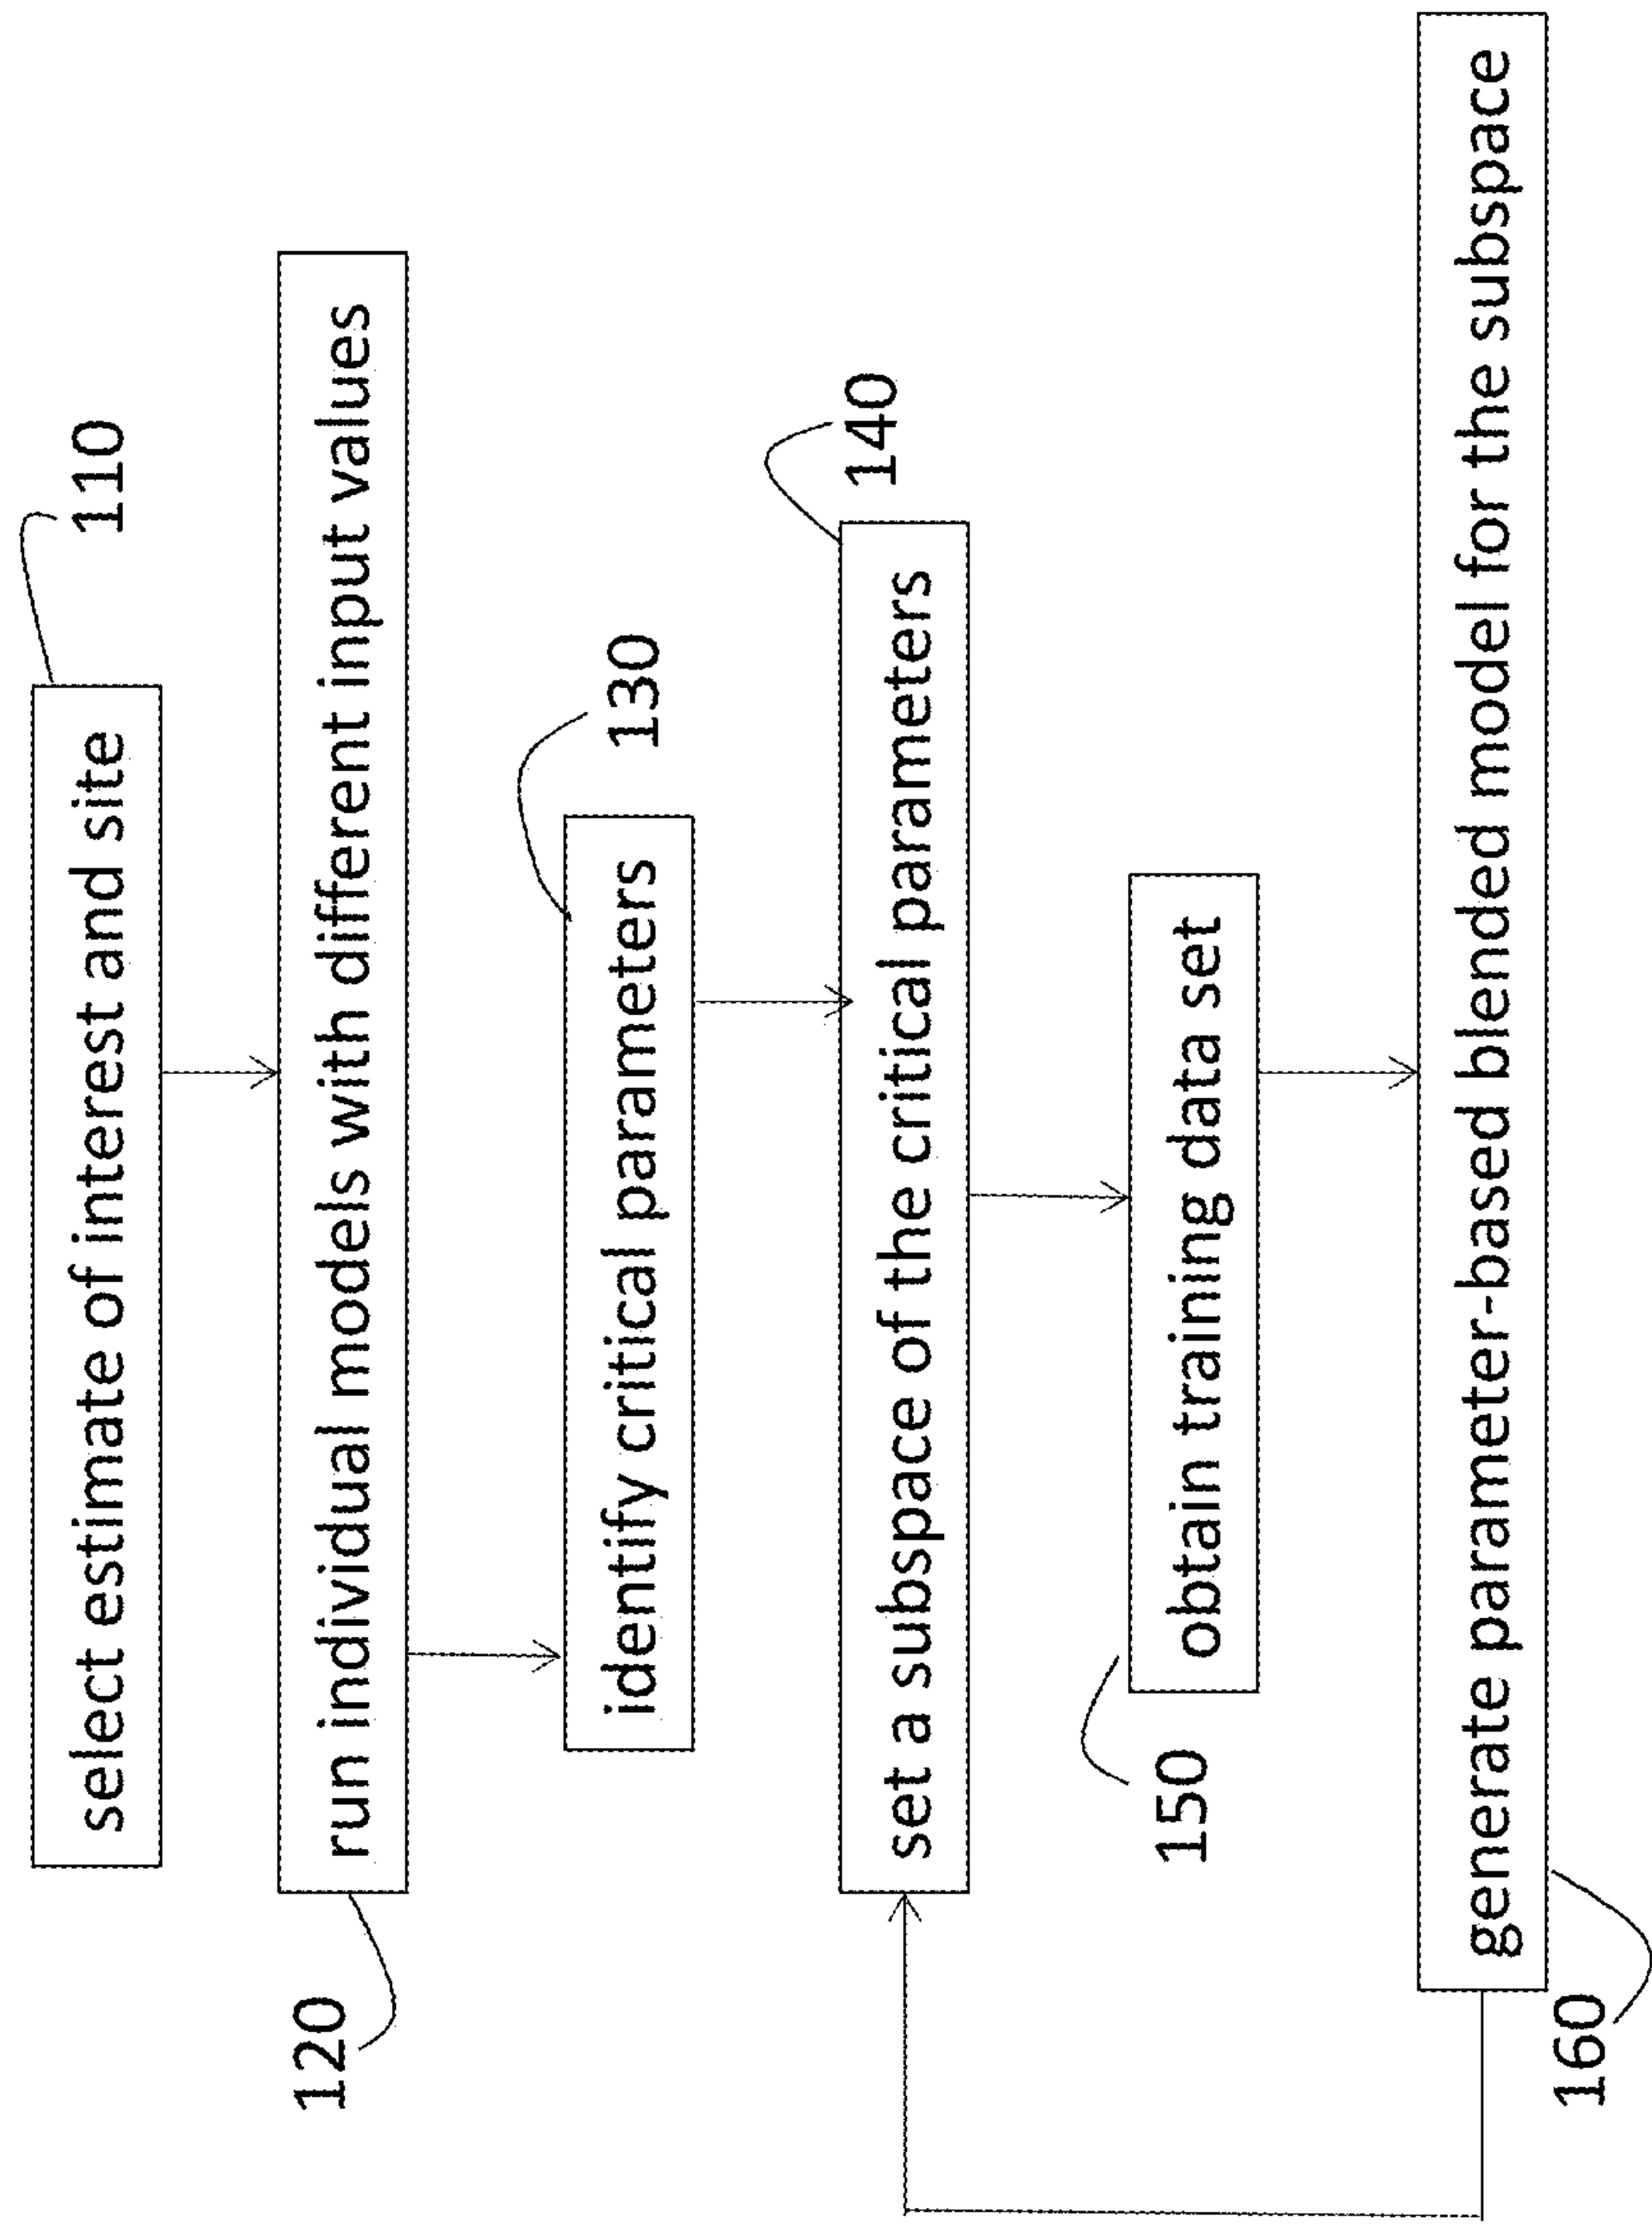 select estimate of interest and site
110
run individual models with different input values
120
identify critical parameters
130
set a subspace of the critical parameters
140
obtain training data set
150
generate parameter-based blended model for the subspace
160